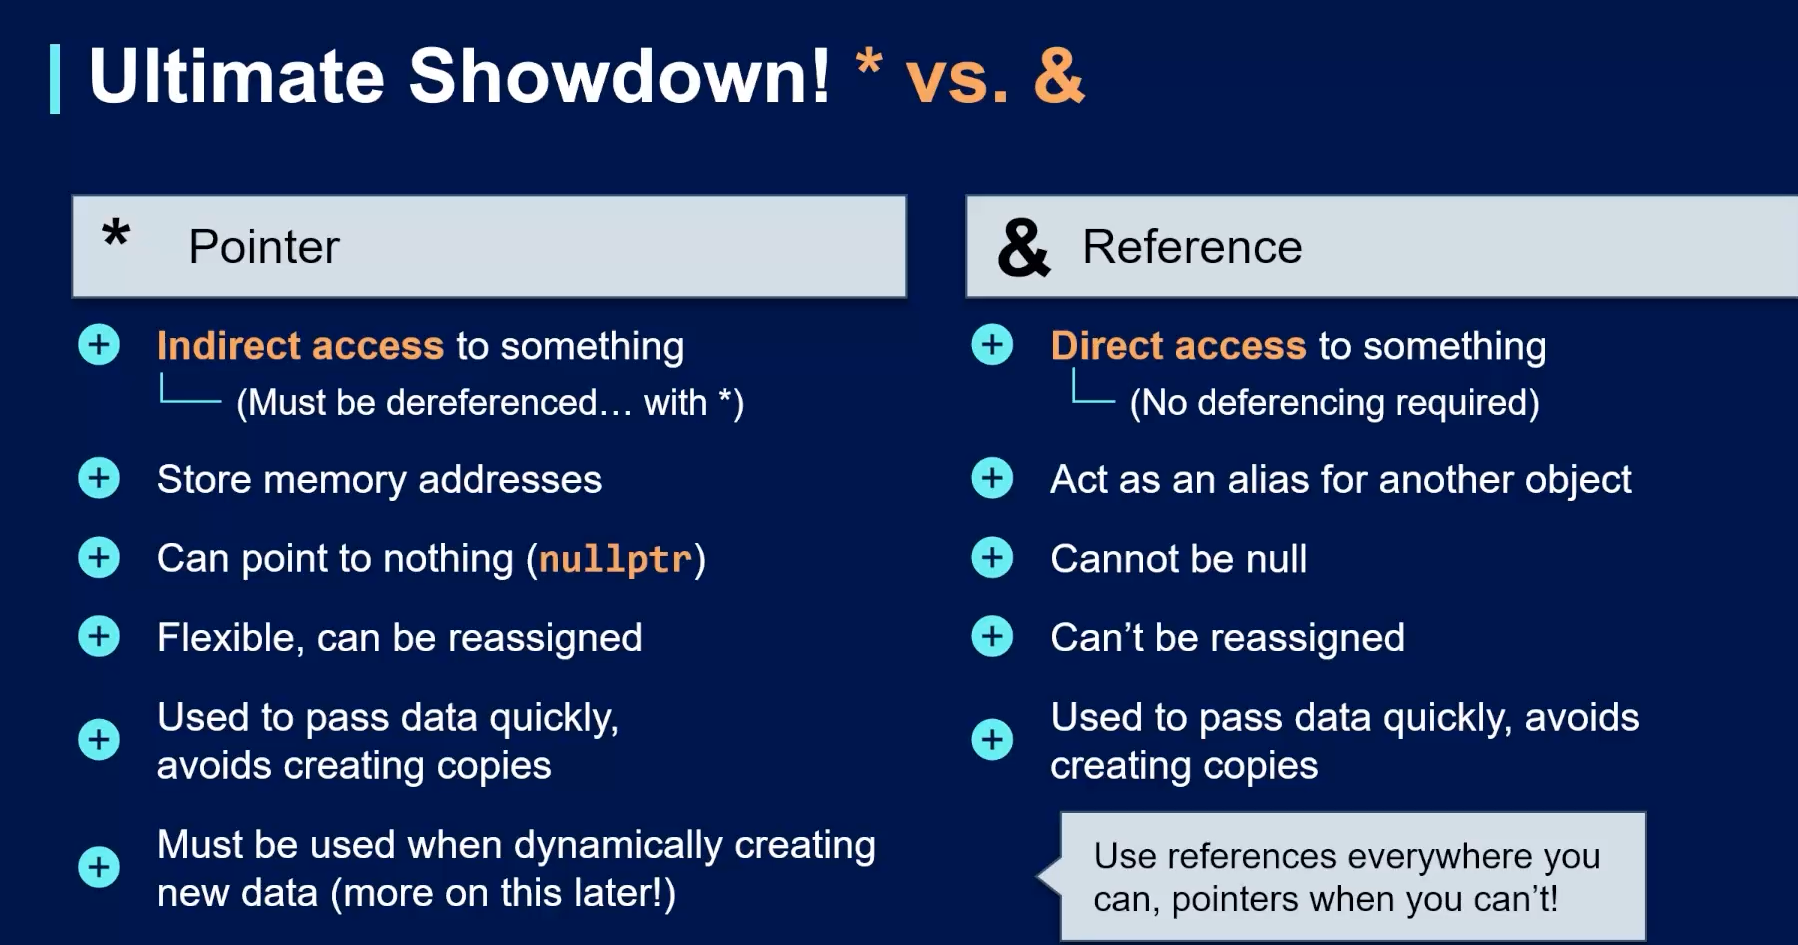 Ultimate Showdown! * vs. &
* Pointer
Indirect access to something
(Must be dereferenced... with *)
Store memory addresses
Can point to nothing (nullptr)
Flexible, can be reassigned
Used to pass data quickly,
avoids creating copies
Must be used when dynamically creating
new data (more on this later!)
& Reference
Direct access to something
(No deferencing required)
Act as an alias for another object
Cannot be null
Can’t be reassigned
Used to pass data quickly, avoids
creating copies
Use references everywhere you
can, pointers when you can’t!